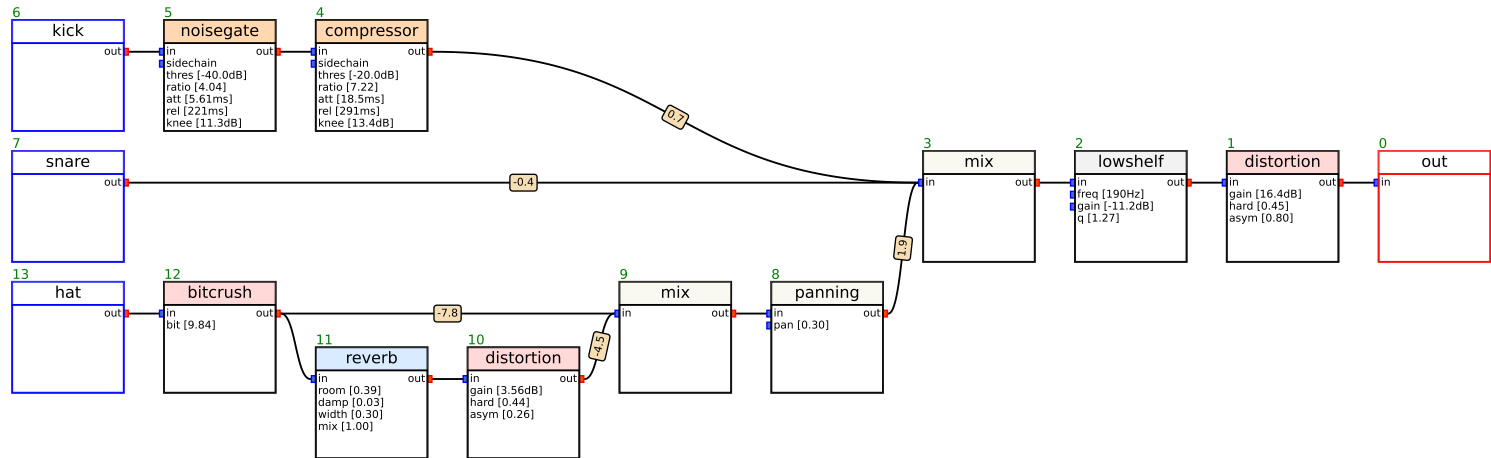 6
kick
out
5
noisegate
in out
sidechain
thres [-40.0dB]
ratio [4.04]
att [5.61ms]
rel [221ms]
knee [11.3dB]
4
compressor
in out
sidechain
thres [-20.0dB]
ratio [7.22]
att [18.5ms]
rel [291ms]
knee [13.4dB]
0.7
7
snare
out
-0.4
3
mix
in out
2
lowshelf
in out
freq [190Hz]
gain [-11.2dB]
q [1.27]
1
distortion
in out
gain [16.4dB]
hard [0.45]
asym [0.80]
0
out
in
1.9
13
hat
out
12
bitcrush
in out
bit [9.84]
-7.8
9
mix
in out
8
panning
in out
pan [0.30]
11
reverb
in out
room [0.39]
damp [0.03]
width [0.30]
mix [1.00]
10
distortion
in out
gain [3.56dB]
hard [0.44]
asym [0.26]
-4.5